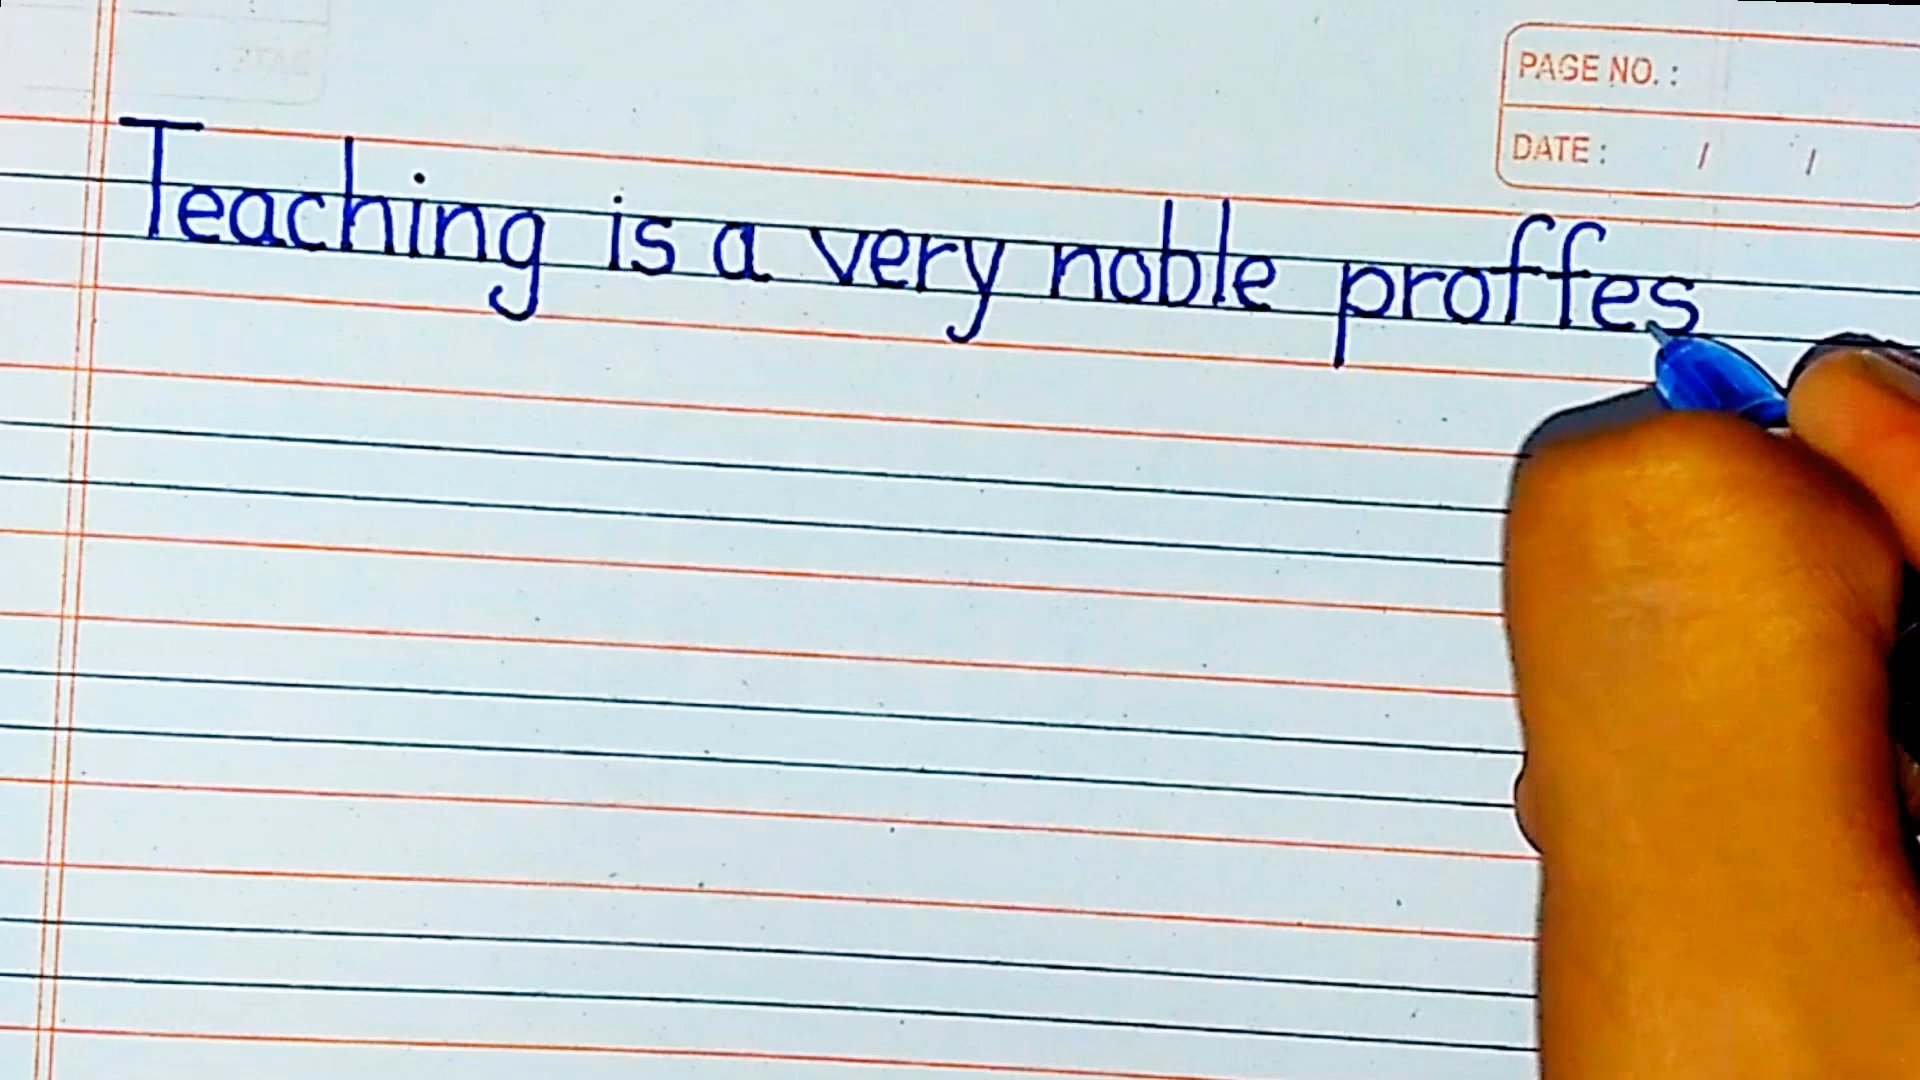 PAGE NO. :
DATE : / /
Teaching is a very noble proffes